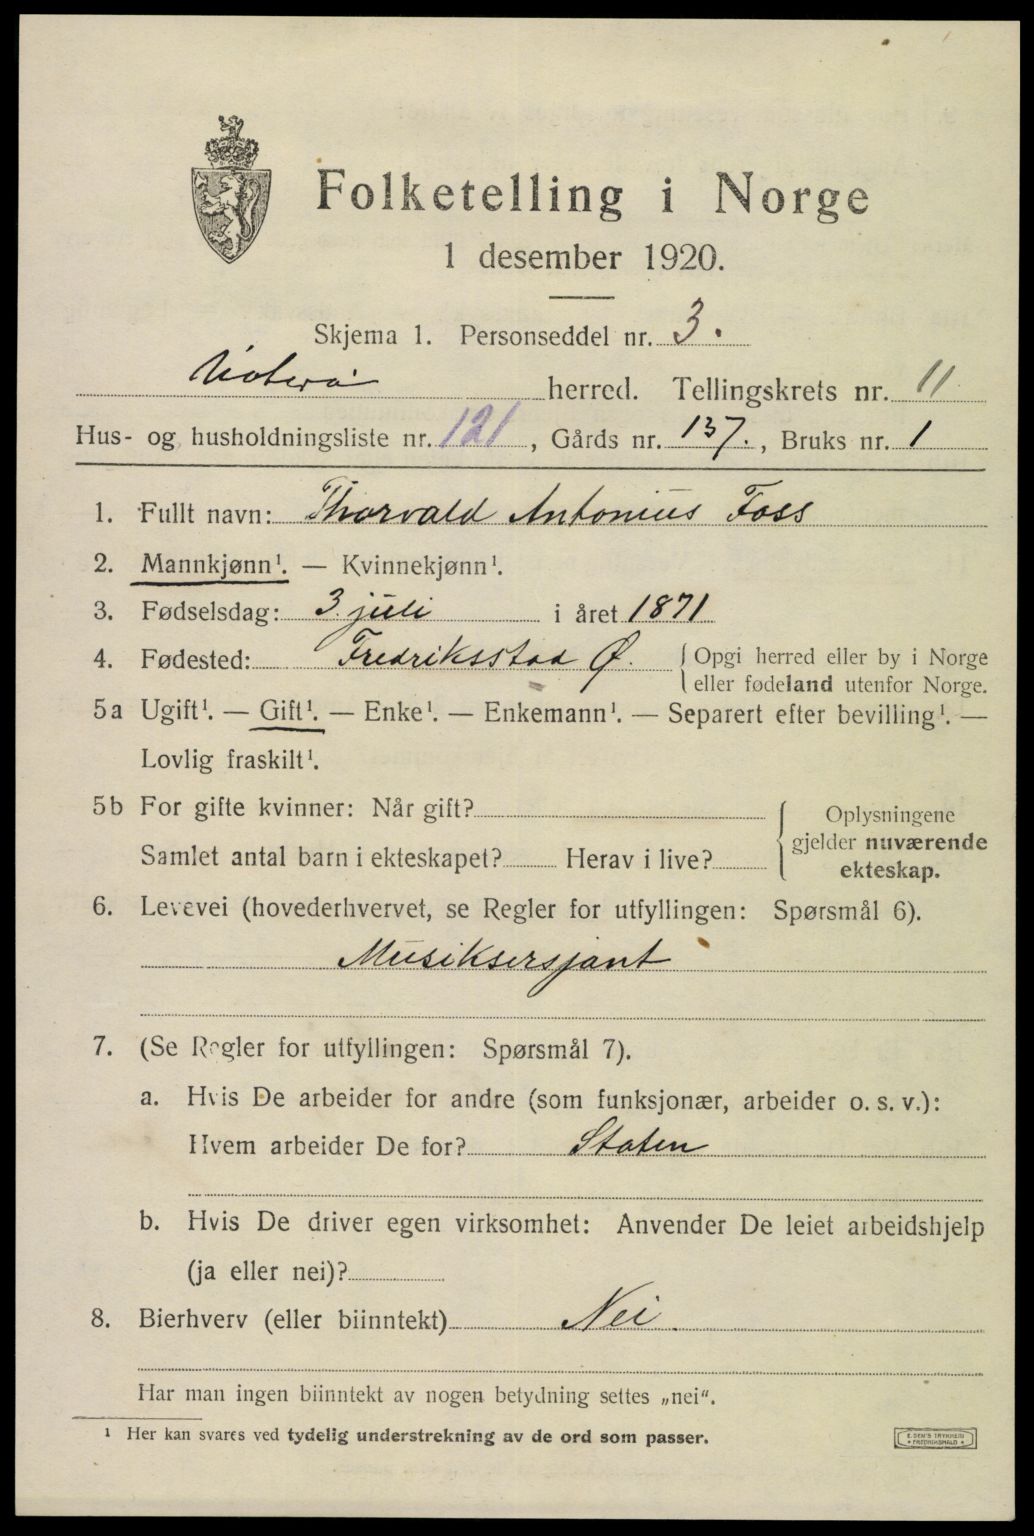 Folketelling i Norge
1 desember 1920.
Skjema 1. Personseddel nr. 3.
Nøterø herred. Tellingskrets nr. 11
Hus- og husholdningsliste nr. 121, Gårds nr. 137., Bruks nr. 1
1. Fullt navn: Thorvald Antonius Foss
2. Mannkjønn¹. — Kvinnekjønn¹.
3. Fødselsdag: 3. juli i året 1871
4. Fødested: Fredriksstad Ø. Opgi herred eller by i Norge
eller fødeland utenfor Norge.
5a Ugift¹. — Gift¹. — Enke¹. — Enkemann¹. — Separert efter bevilling¹. —
Lovlig fraskilt¹.
5b For gifte kvinner: Når gift? Oplysningene
gjelder nuværende
Samlet antal barn i ekteskapet? Herav i live? ekteskap.
6. Levevei (hovederhvervet, se Regler for utfyllingen: Spørsmål 6).
Musiksersjant
7. (Se Regler for utfyllingen: Spørsmål 7).
a. Hvis De arbeider for andre (som funksjonær, arbeider o. s. v.):
Hvem arbeider De for? Staten
b. Hvis De driver egen virksomhet: Anvender De leiet arbeidshjelp
(ja eller nei)?
8. Bierhverv (eller biinntekt) Nei.
Har man ingen biinntekt av nogen betydning settes „nei“.
¹ Her kan svares ved tydelig understrekning av de ord som passer.
E. SEM'S TRYKKERI
FREDRIKSHALD